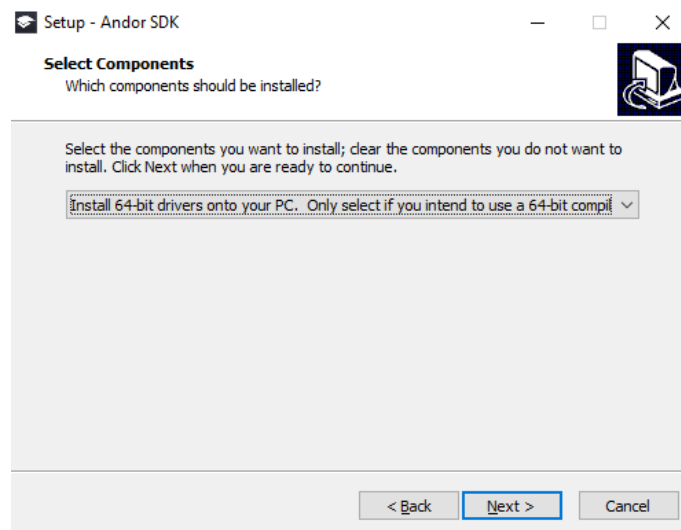 Setup - Andor SDK
Select Components
Which components should be installed?
Select the components you want to install; clear the components you do not want to
install. Click Next when you are ready to continue.
Install 64-bit drivers onto your PC.  Only select if you intend to use a 64-bit compil
< Back
Next >
Cancel